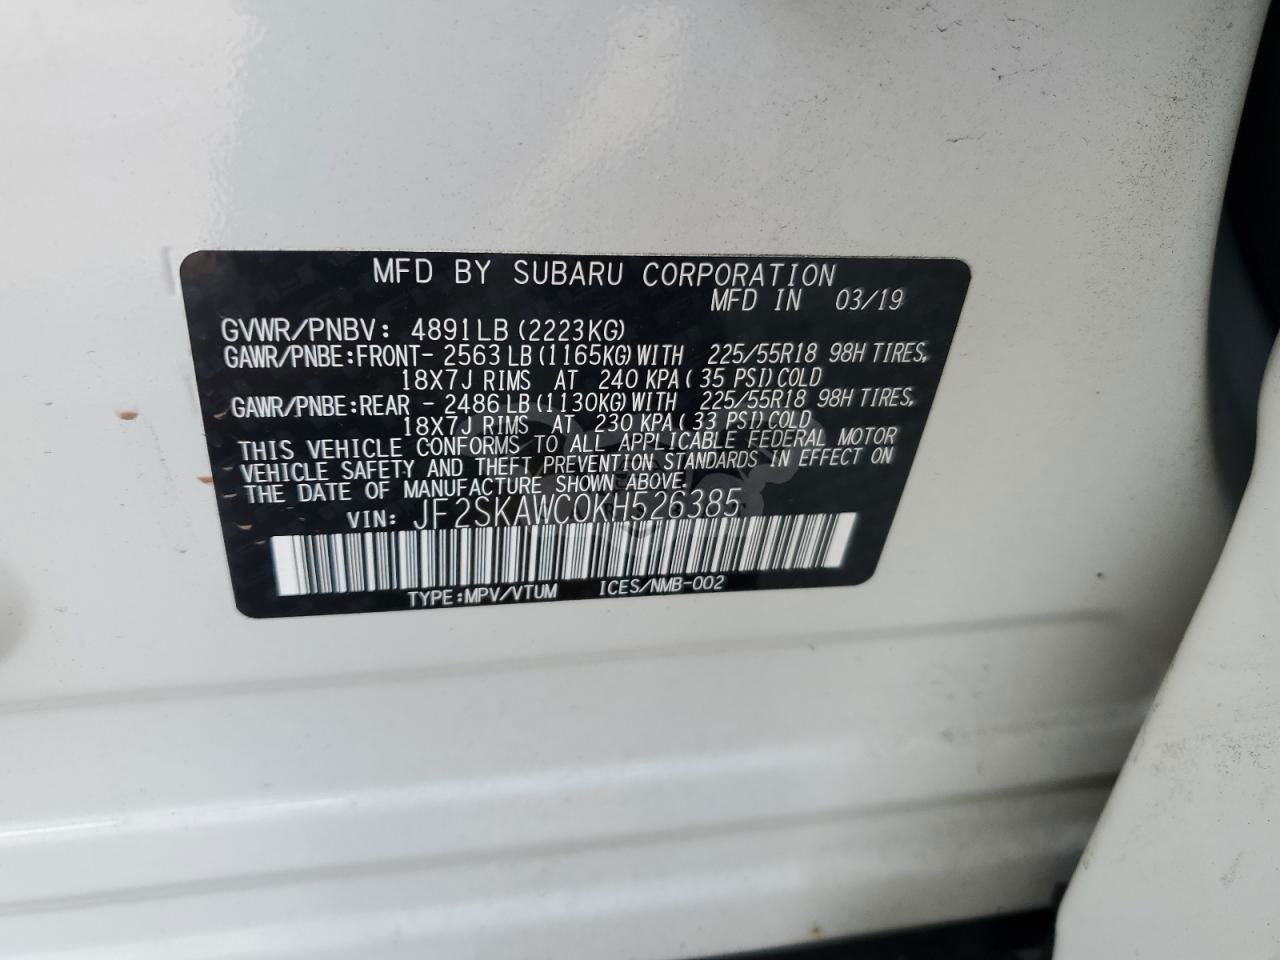 MFD BY SUBARU CORPORATION
MFD IN 03/19
GVWR/PNBV: 4891LB (2223KG)
GAWR/PNBE:FRONT- 2563 LB (1165KG) WITH 225/55R18 98H TIRES,
18X7J RIMS AT 240 KPA ( 35 PSI) COLD
GAWR/PNBE:REAR - 2486 LB (1130KG) WITH 225/55R18 98H TIRES,
18X7J RIMS AT 230 KPA ( 33 PSI) COLD
THIS VEHICLE CONFORMS TO ALL APPLICABLE FEDERAL MOTOR
VEHICLE SAFETY AND THEFT PREVENTION STANDARDS IN EFFECT ON
THE DATE OF MANUFACTURE SHOWN ABOVE.
VIN: JF2SKAWC0KH526385
TYPE:MPV/VTUM ICES/NMB-002